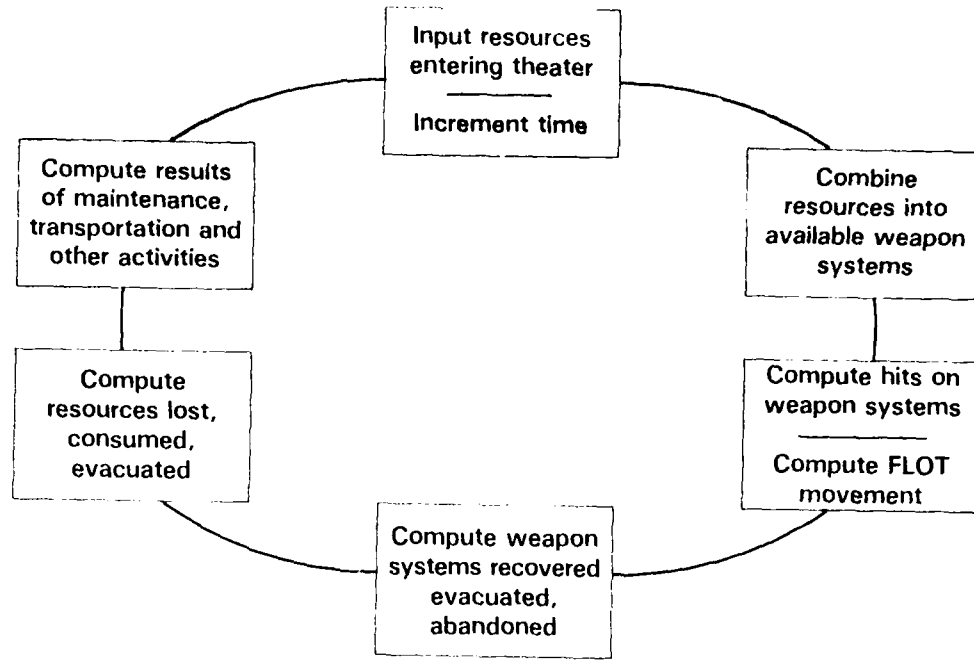 Input resources
entering theater
Increment time
Combine
resources into
available weapon
systems
Compute hits on
weapon systems
Compute FLOT
movement
Compute weapon
systems recovered
evacuated,
abandoned
Compute
resources lost,
consumed,
evacuated
Compute results
of maintenance,
transportation and
other activities